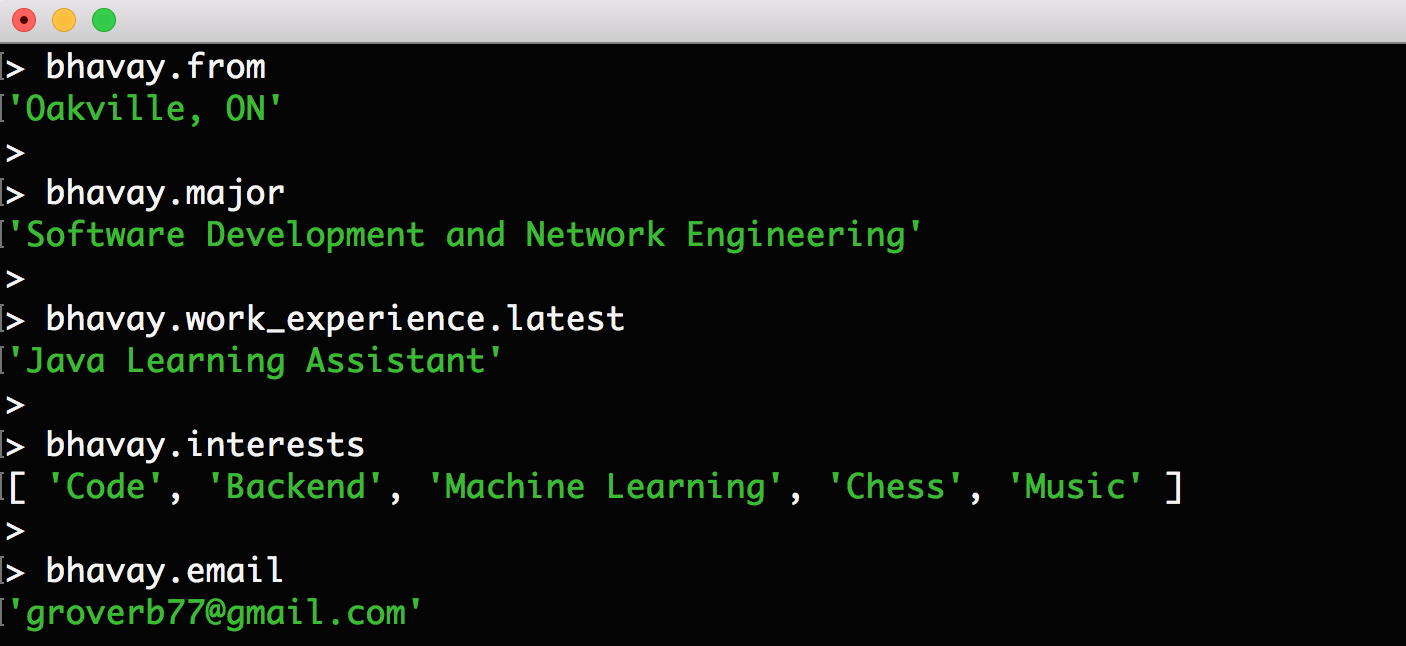 > bhavay.from
'Oakville, ON'
>
> bhavay.major
'Software Development and Network Engineering'
>
> bhavay.work_experience.latest
'Java Learning Assistant'
>
> bhavay.interests
[ 'Code', 'Backend', 'Machine Learning', 'Chess', 'Music' ]
>
> bhavay.email
'groverb77@gmail.com'